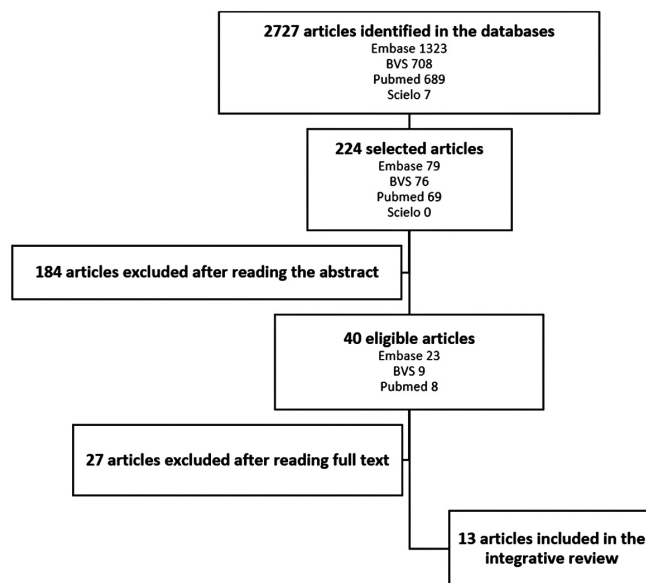 2727 articles identified in the databases
Embase 1323
BVS 708
Pubmed 689
Scielo 7
224 selected articles
Embase 79
BVS 76
Pubmed 69
Scielo 0
184 articles excluded after reading the abstract
40 eligible articles
Embase 23
BVS 9
Pubmed 8
27 articles excluded after reading full text
13 articles included in the
integrative review